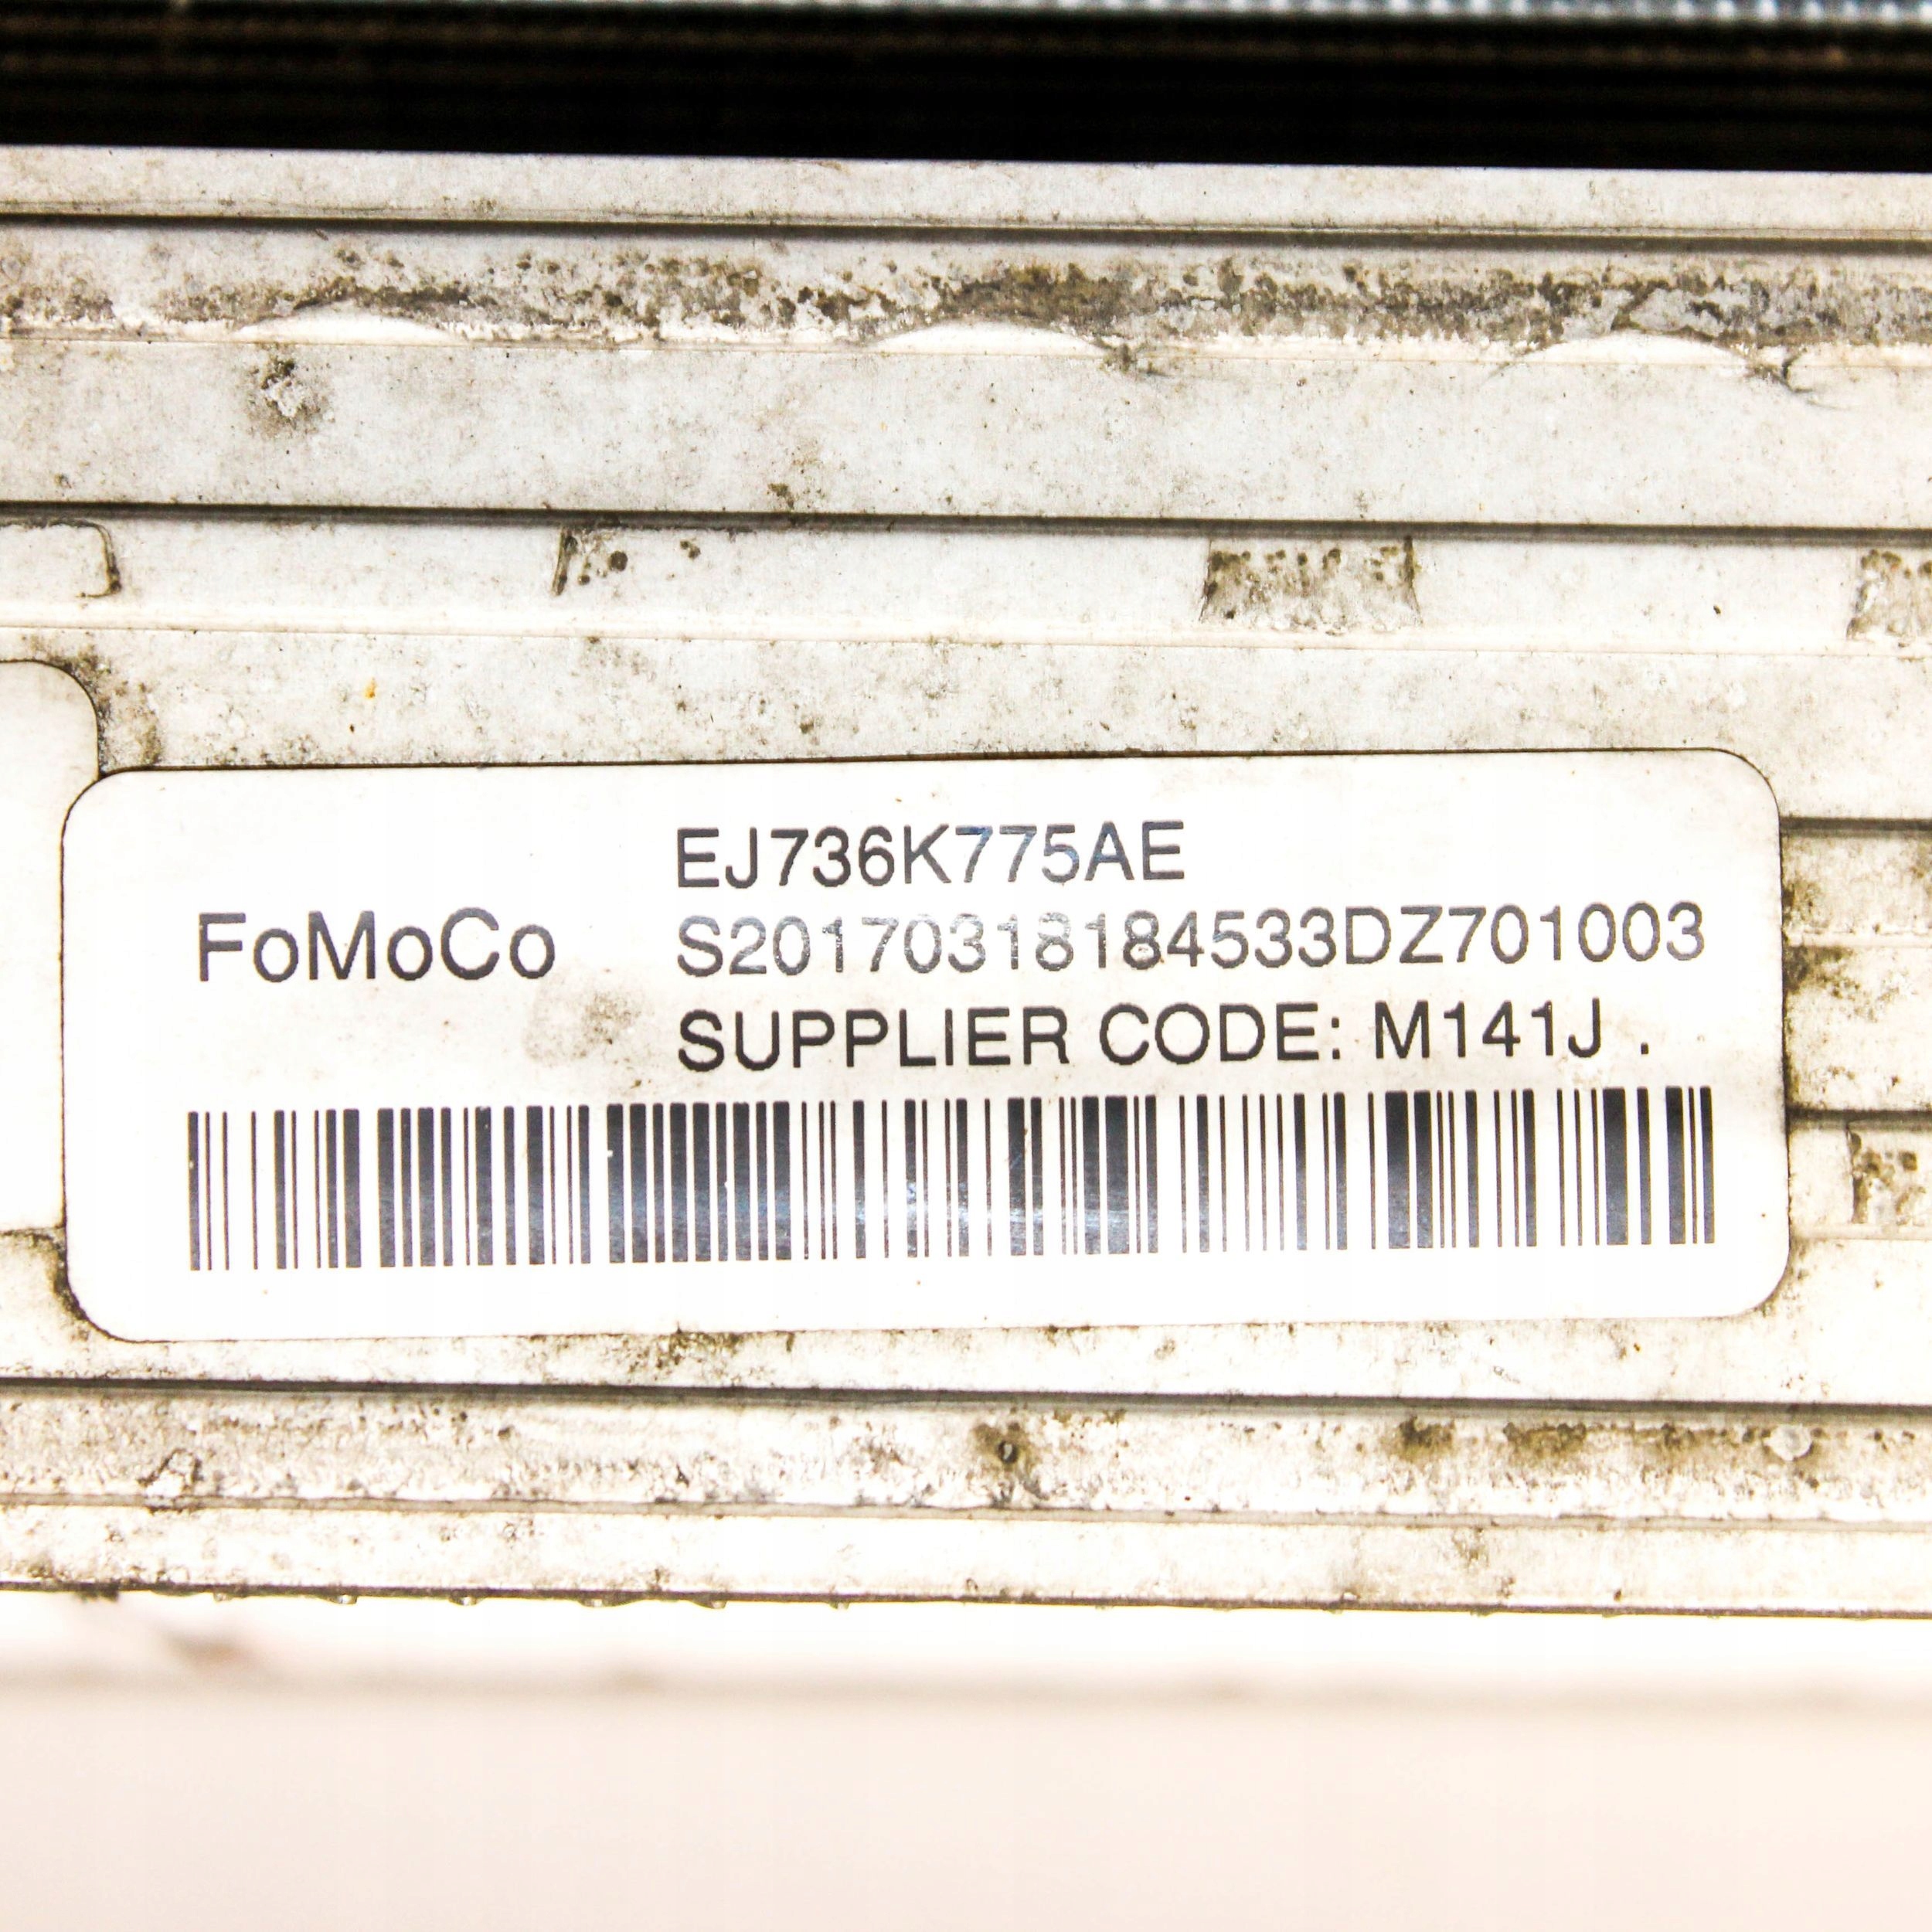 EJ736K775AE
FoMoCo S20170318184533DZ701003
SUPPLIER CODE: M141J .